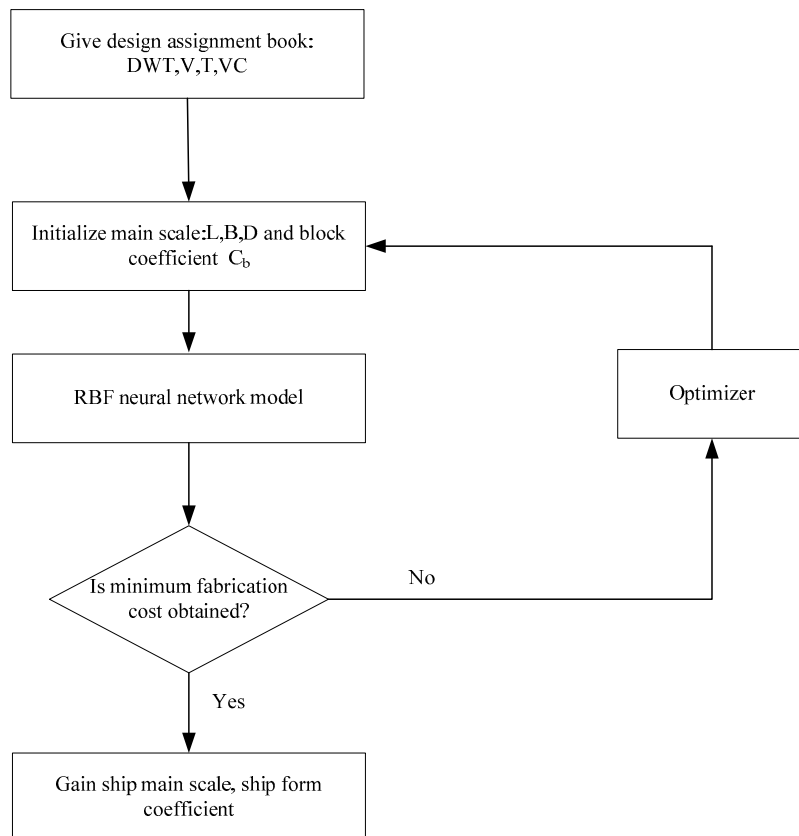 Give design assignment book:
DWT,V,T,VC
Initialize main scale:L,B,D and block
coefficient C_b
RBF neural network model
Optimizer
Is minimum fabrication
cost obtained?
No
Yes
Gain ship main scale, ship form
coefficient